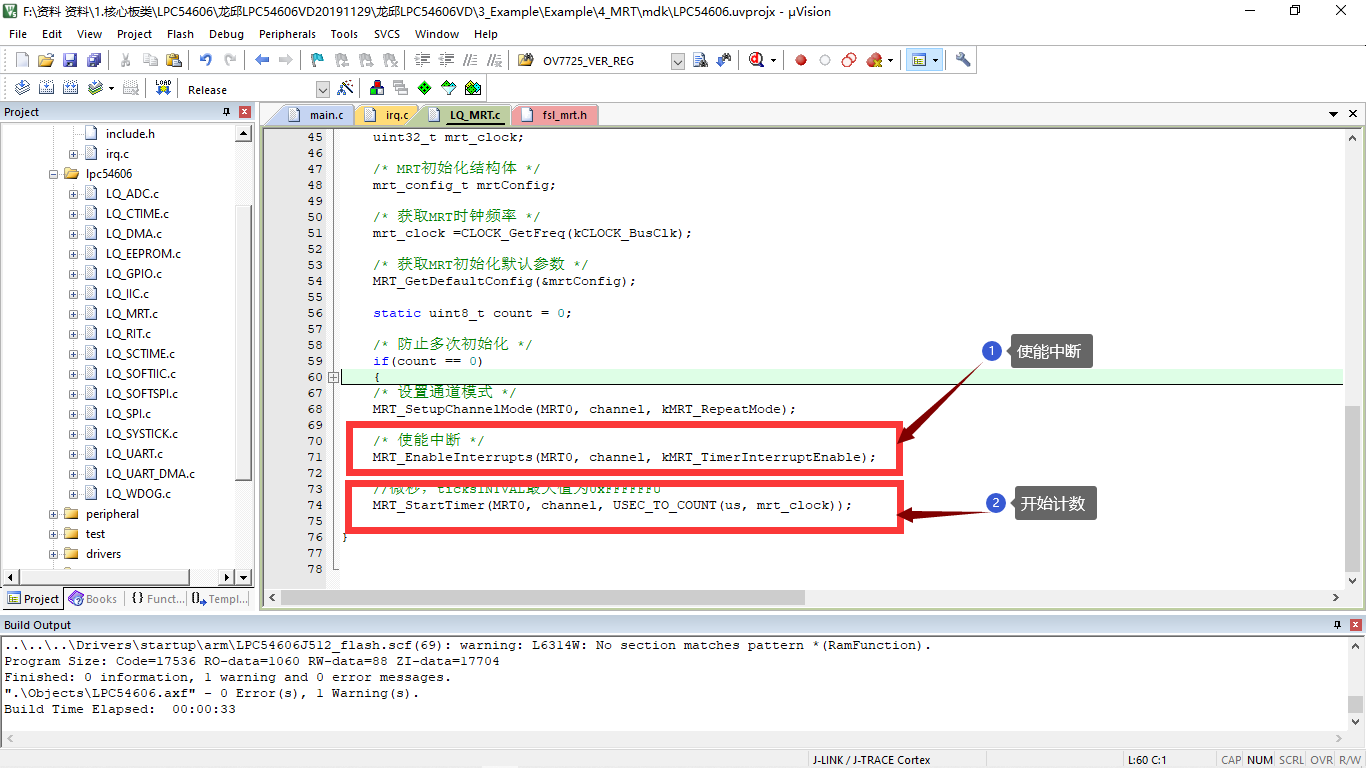 F:\资料 资料\1.核心板类\LPC54606\龙邱LPC54606VD20191129\龙邱LPC54606VD\3_Example\Example\4_MRT\mdk\LPC54606.uvprojx - µVision
File Edit View Project Flash Debug Peripherals Tools SVCS Window Help
OV7725_VER_REG
LOAD Release
Project
include.h
irq.c
lpc54606
LQ_ADC.c
LQ_CTIME.c
LQ_DMA.c
LQ_EEPROM.c
LQ_GPIO.c
LQ_IIC.c
LQ_MRT.c
LQ_RIT.c
LQ_SCTIME.c
LQ_SOFTIIC.c
LQ_SOFTSPI.c
LQ_SPI.c
LQ_SYSTICK.c
LQ_UART.c
LQ_UART_DMA.c
LQ_WDOG.c
peripheral
test
drivers
Project Books {} Funct... Templ...
main.c irq.c LQ_MRT.c fsl_mrt.h
45 uint32_t mrt_clock;
46
47 /* MRT初始化结构体 */
48 mrt_config_t mrtConfig;
49
50 /* 获取MRT时钟频率 */
51 mrt_clock =CLOCK_GetFreq(kCLOCK_BusClk);
52
53 /* 获取MRT初始化默认参数 */
54 MRT_GetDefaultConfig(&mrtConfig);
55
56 static uint8_t count = 0;
57
58 /* 防止多次初始化 */
59 if(count == 0)
60 {
67 /* 设置通道模式 */
68 MRT_SetupChannelMode(MRT0, channel, kMRT_RepeatMode);
69
70 /* 使能中断 */
71 MRT_EnableInterrupts(MRT0, channel, kMRT_TimerInterruptEnable);
72
73 //微秒，ticksINIVAL最大值为0xFFFFFF0
74 MRT_StartTimer(MRT0, channel, USEC_TO_COUNT(us, mrt_clock));
75
76 }
77
78
1 使能中断
2 开始计数
Build Output
..\..\..\Drivers\startup\arm\LPC54606J512_flash.scf(69): warning: L6314W: No section matches pattern *(RamFunction).
Program Size: Code=17536 RO-data=1060 RW-data=88 ZI-data=17704
Finished: 0 information, 1 warning and 0 error messages.
".\Objects\LPC54606.axf" - 0 Error(s), 1 Warning(s).
Build Time Elapsed:  00:00:33
J-LINK / J-TRACE Cortex L:60 C:1 CAP NUM SCRL OVR R/W